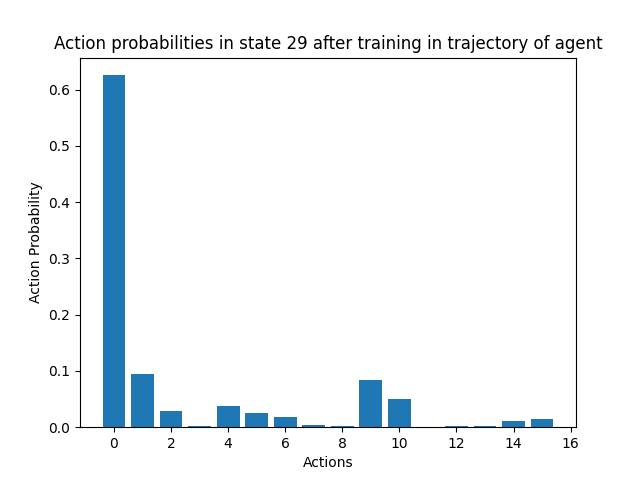 Action probabilities in state 29 after training in trajectory of agent
0.6
0.5
0.4
0.3
0.2
0.1
0.0
Action Probability
0 2 4 6 8 10 12 14 16
Actions